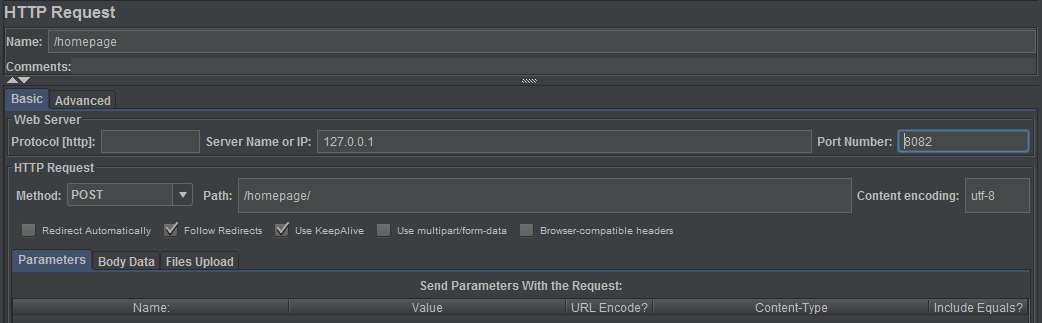 HTTP Request
Name: /homepage
Comments:
Basic Advanced
Web Server
Protocol [http]: Server Name or IP: 127.0.0.1 Port Number: 8082
HTTP Request
Method: POST Path: /homepage/ Content encoding: utf-8
Redirect Automatically Follow Redirects Use KeepAlive Use multipart/form-data Browser-compatible headers
Parameters Body Data Files Upload
Send Parameters With the Request:
Name: Value URL Encode? Content-Type Include Equals?